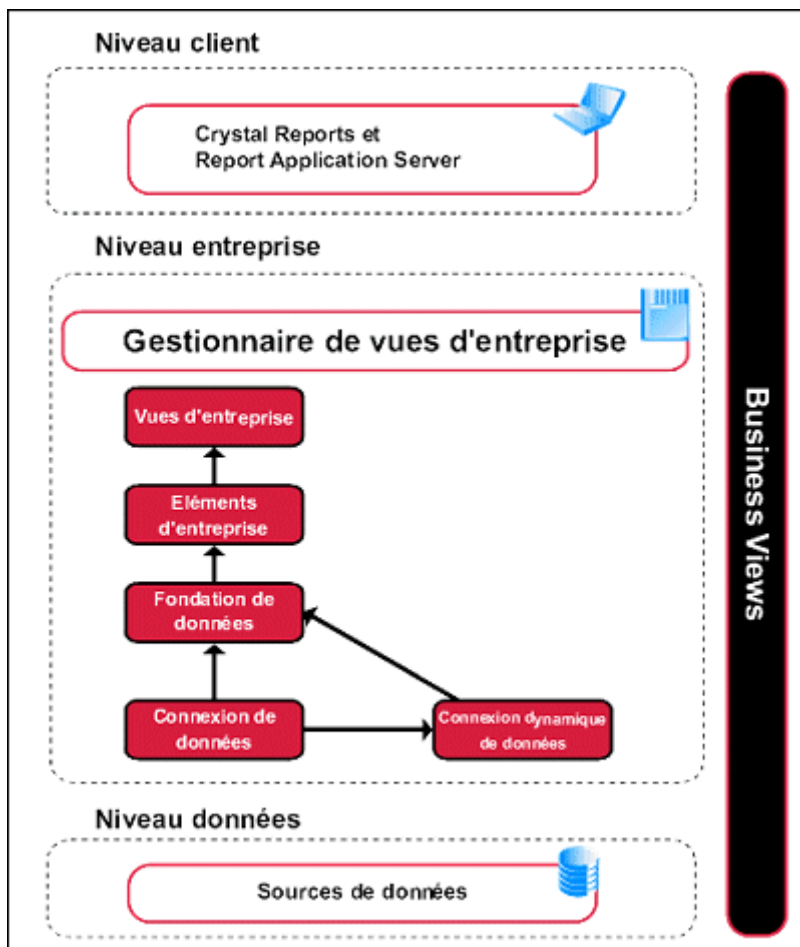 Niveau client
Crystal Reports et
Report Application Server
Niveau entreprise
Gestionnaire de vues d'entreprise
Vues d'entreprise
Eléments
d'entreprise
Fondation de
données
Connexion de
données
Connexion dynamique
de données
Niveau données
Sources de données
Business Views